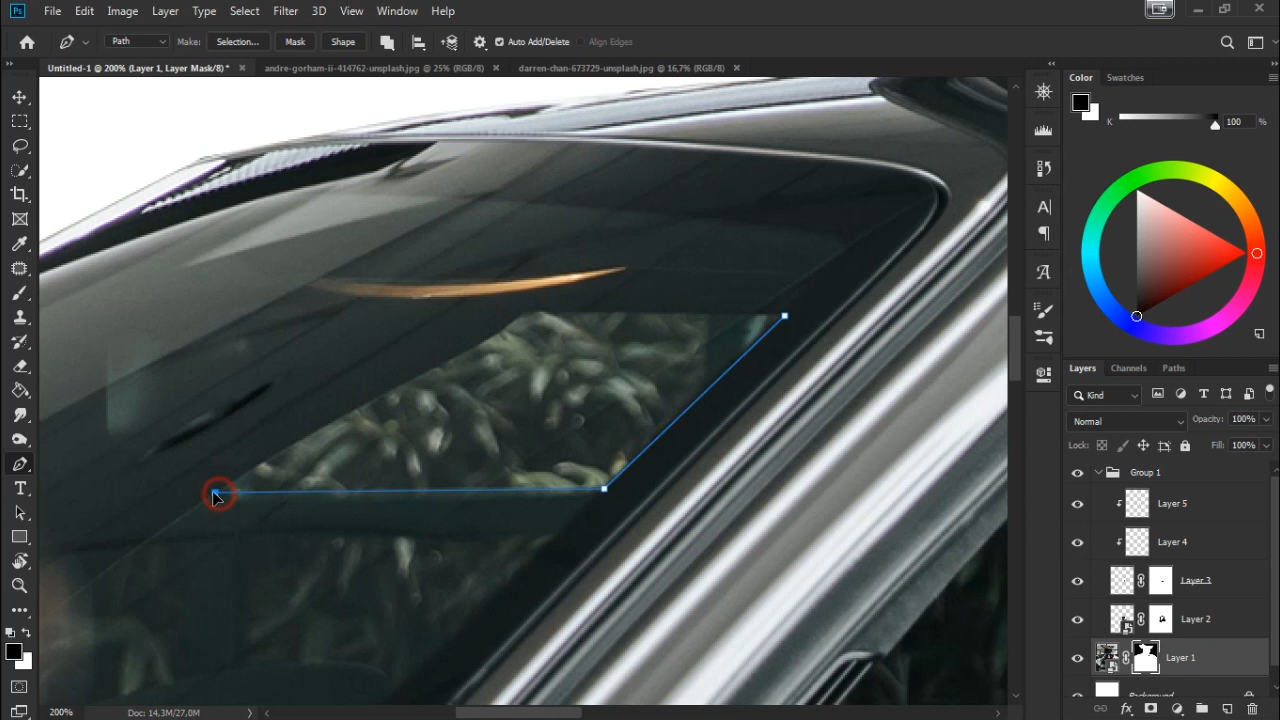 Ps File Edit Image Layer Type Select Filter 3D View Window Help
Path Make: Selection... Mask Shape Auto Add/Delete Align Edges
Untitled-1 @ 200% (Layer 1, Layer Mask/8) * andre-gorham-ii-414762-unsplash.jpg @ 25% (RGB/8) darren-chan-673729-unsplash.jpg @ 16,7% (RGB/8)
Color Swatches
K 100 %
Layers Channels Paths
Kind
Normal Opacity: 100%
Lock: Fill: 100%
Group 1
Layer 5
Layer 4
Layer 3
Layer 2
Layer 1
Background
200% Doc: 14,3M/27,0M